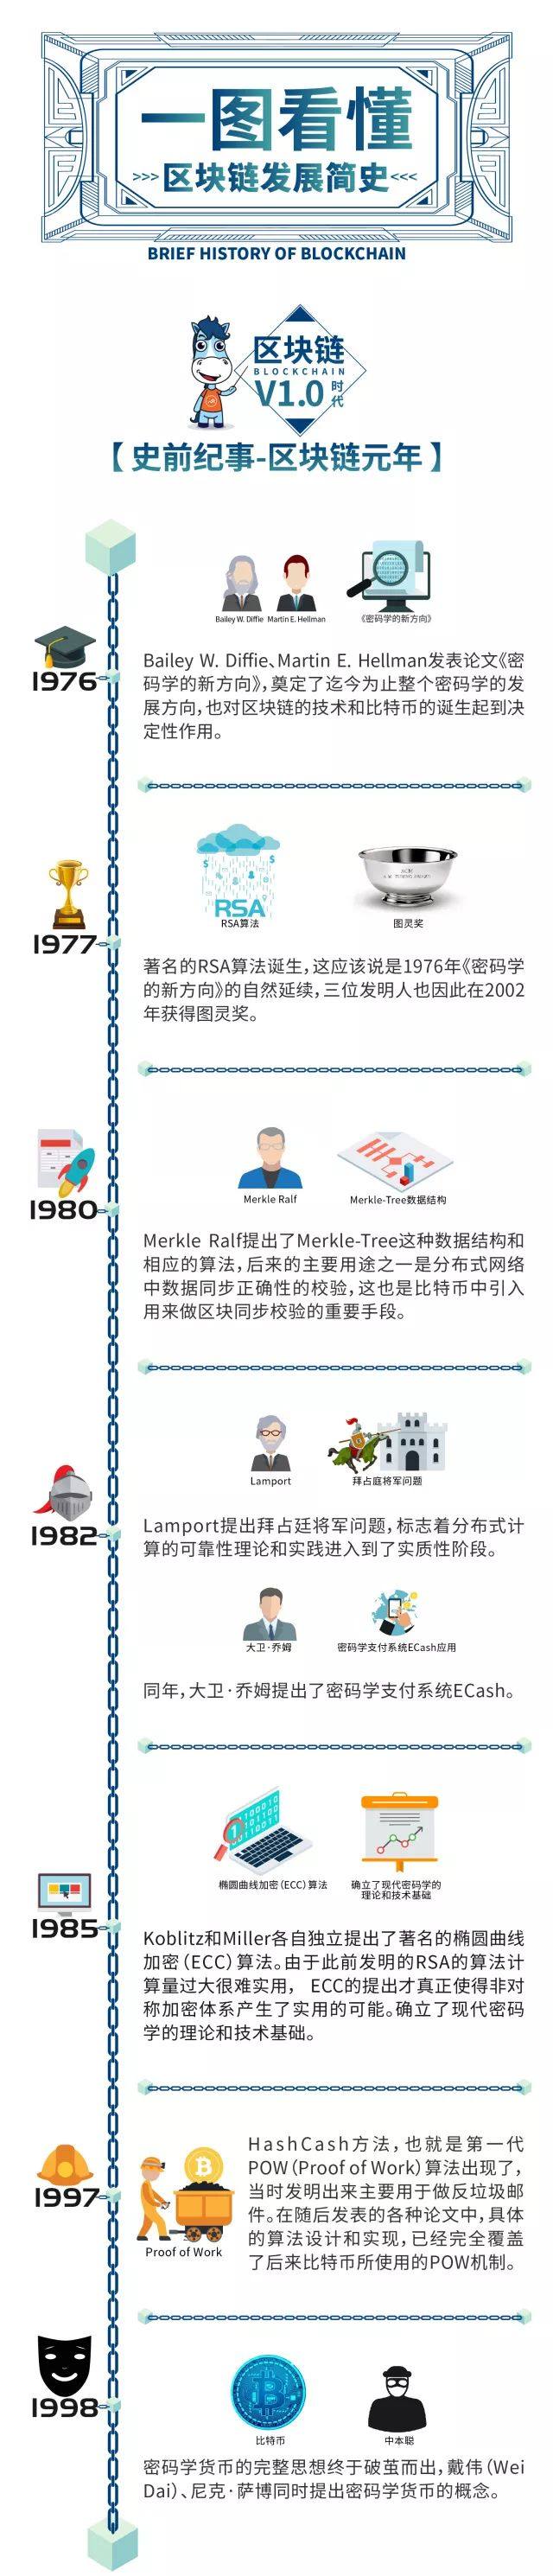 一图看懂
>>>区块链发展简史<<<
BRIEF HISTORY OF BLOCKCHAIN
区块链
BLOCKCHAIN
V1.0时代
【史前纪事-区块链元年】
Bailey W. Diffie Martin E. Hellman 《密码学的新方向》
1976
Bailey W. Diffie、Martin E. Hellman发表论文《密
码学的新方向》，奠定了迄今为止整个密码学的发
展方向，也对区块链的技术和比特币的诞生起到决
定性作用。
RSA
RSA算法 图灵奖
1977
著名的RSA算法诞生，这应该说是1976年《密码学
的新方向》的自然延续，三位发明人也因此在2002
年获得图灵奖。
Merkle Ralf Merkle-Tree数据结构
1980
Merkle Ralf提出了Merkle-Tree这种数据结构和
相应的算法，后来的主要用途之一是分布式网络
中数据同步正确性的校验，这也是比特币中引入
用来做区块同步校验的重要手段。
Lamport 拜占庭将军问题
1982
Lamport提出拜占廷将军问题，标志着分布式计
算的可靠性理论和实践进入到了实质性阶段。
大卫·乔姆 密码学支付系统ECash应用
同年，大卫·乔姆提出了密码学支付系统ECash。
椭圆曲线加密（ECC）算法 确立了现代密码学的
理论和技术基础
1985
Koblitz和Miller各自独立提出了著名的椭圆曲线
加密（ECC）算法。由于此前发明的RSA的算法计
算量过大很难实用， ECC的提出才真正使得非对
称加密体系产生了实用的可能。确立了现代密码
学的理论和技术基础。
1997
Proof of Work
HashCash方法，也就是第一代
POW（Proof of Work）算法出现了，
当时发明出来主要用于做反垃圾邮
件。在随后发表的各种论文中，具体
的算法设计和实现，已经完全覆盖
了后来比特币所使用的POW机制。
1998
比特币 中本聪
密码学货币的完整思想终于破茧而出，戴伟（Wei
Dai）、尼克·萨博同时提出密码学货币的概念。